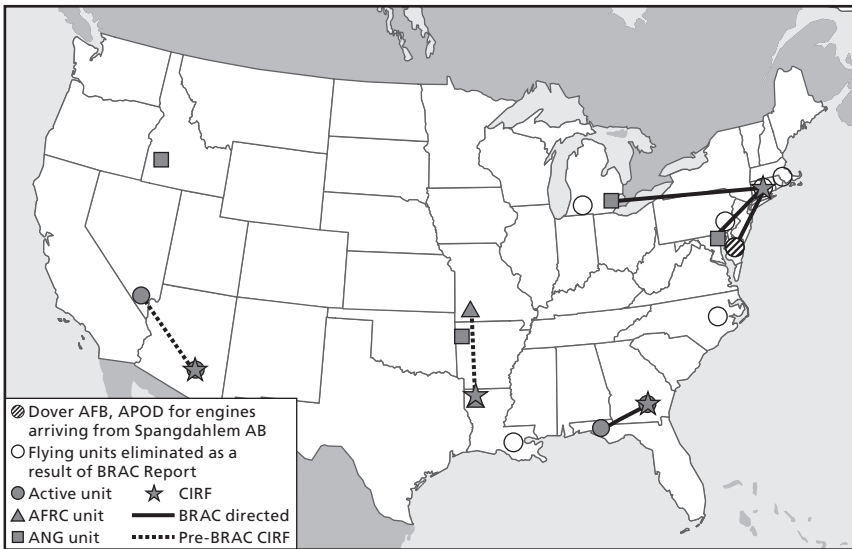 Dover AFB, APOD for engines
arriving from Spangdahlem AB
Flying units eliminated as a
result of BRAC Report
Active unit
CIRF
AFRC unit
BRAC directed
ANG unit
Pre-BRAC CIRF